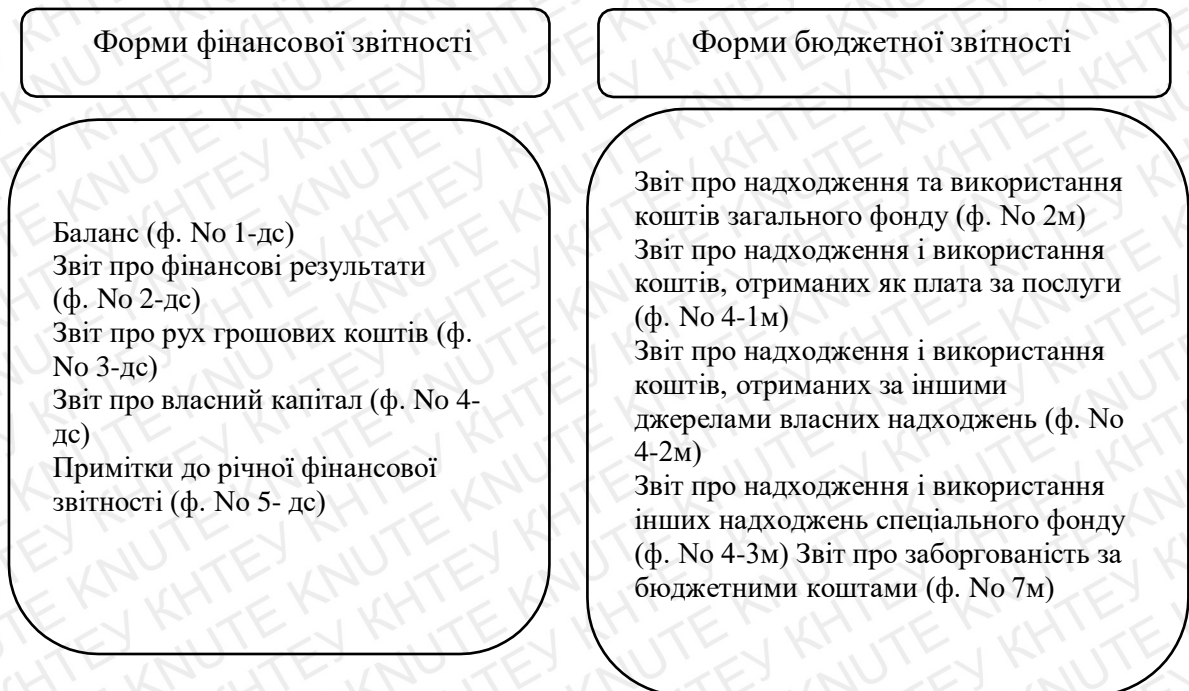 Форми фінансової звітності
Форми бюджетної звітності
Баланс (ф. No 1-дс)
Звіт про фінансові результати
(ф. No 2-дс)
Звіт про рух грошових коштів (ф.
No 3-дс)
Звіт про власний капітал (ф. No 4-
дс)
Примітки до річної фінансової
звітності (ф. No 5- дс)
Звіт про надходження та використання
коштів загального фонду (ф. No 2м)
Звіт про надходження і використання
коштів, отриманих як плата за послуги
(ф. No 4-1м)
Звіт про надходження і використання
коштів, отриманих за іншими
джерелами власних надходжень (ф. No
4-2м)
Звіт про надходження і використання
інших надходжень спеціального фонду
(ф. No 4-3м) Звіт про заборгованість за
бюджетними коштами (ф. No 7м)